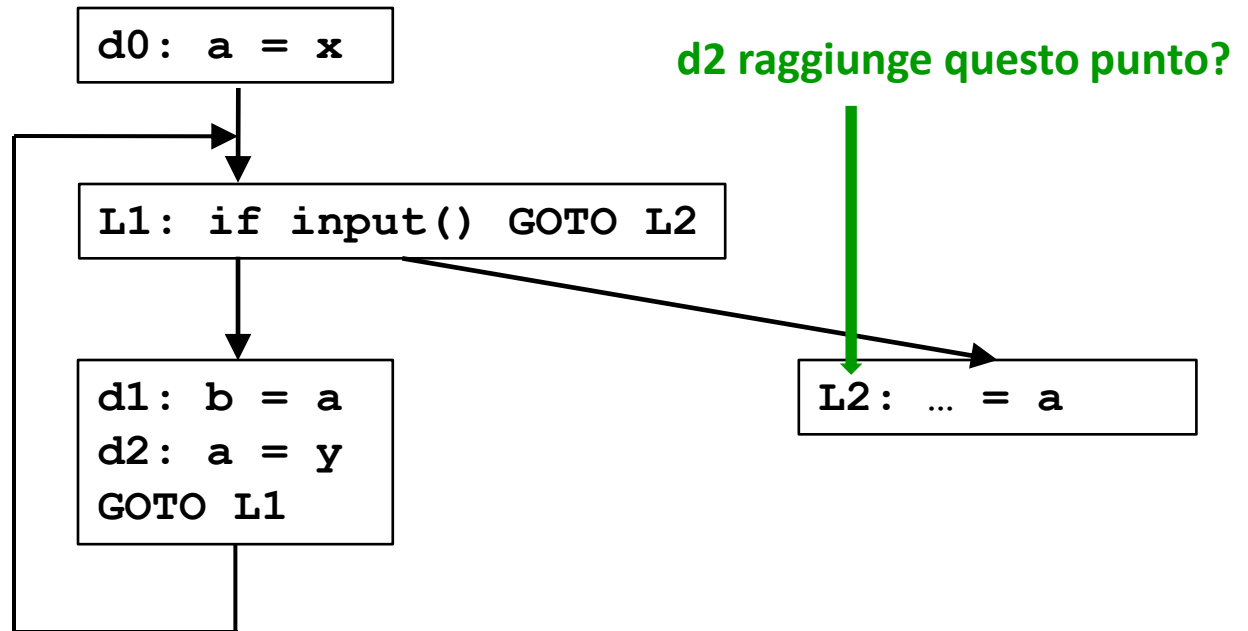 d0: a = x
d2 raggiunge questo punto?
L1: if input() GOTO L2
d1: b = a
d2: a = y
GOTO L1
L2: … = a